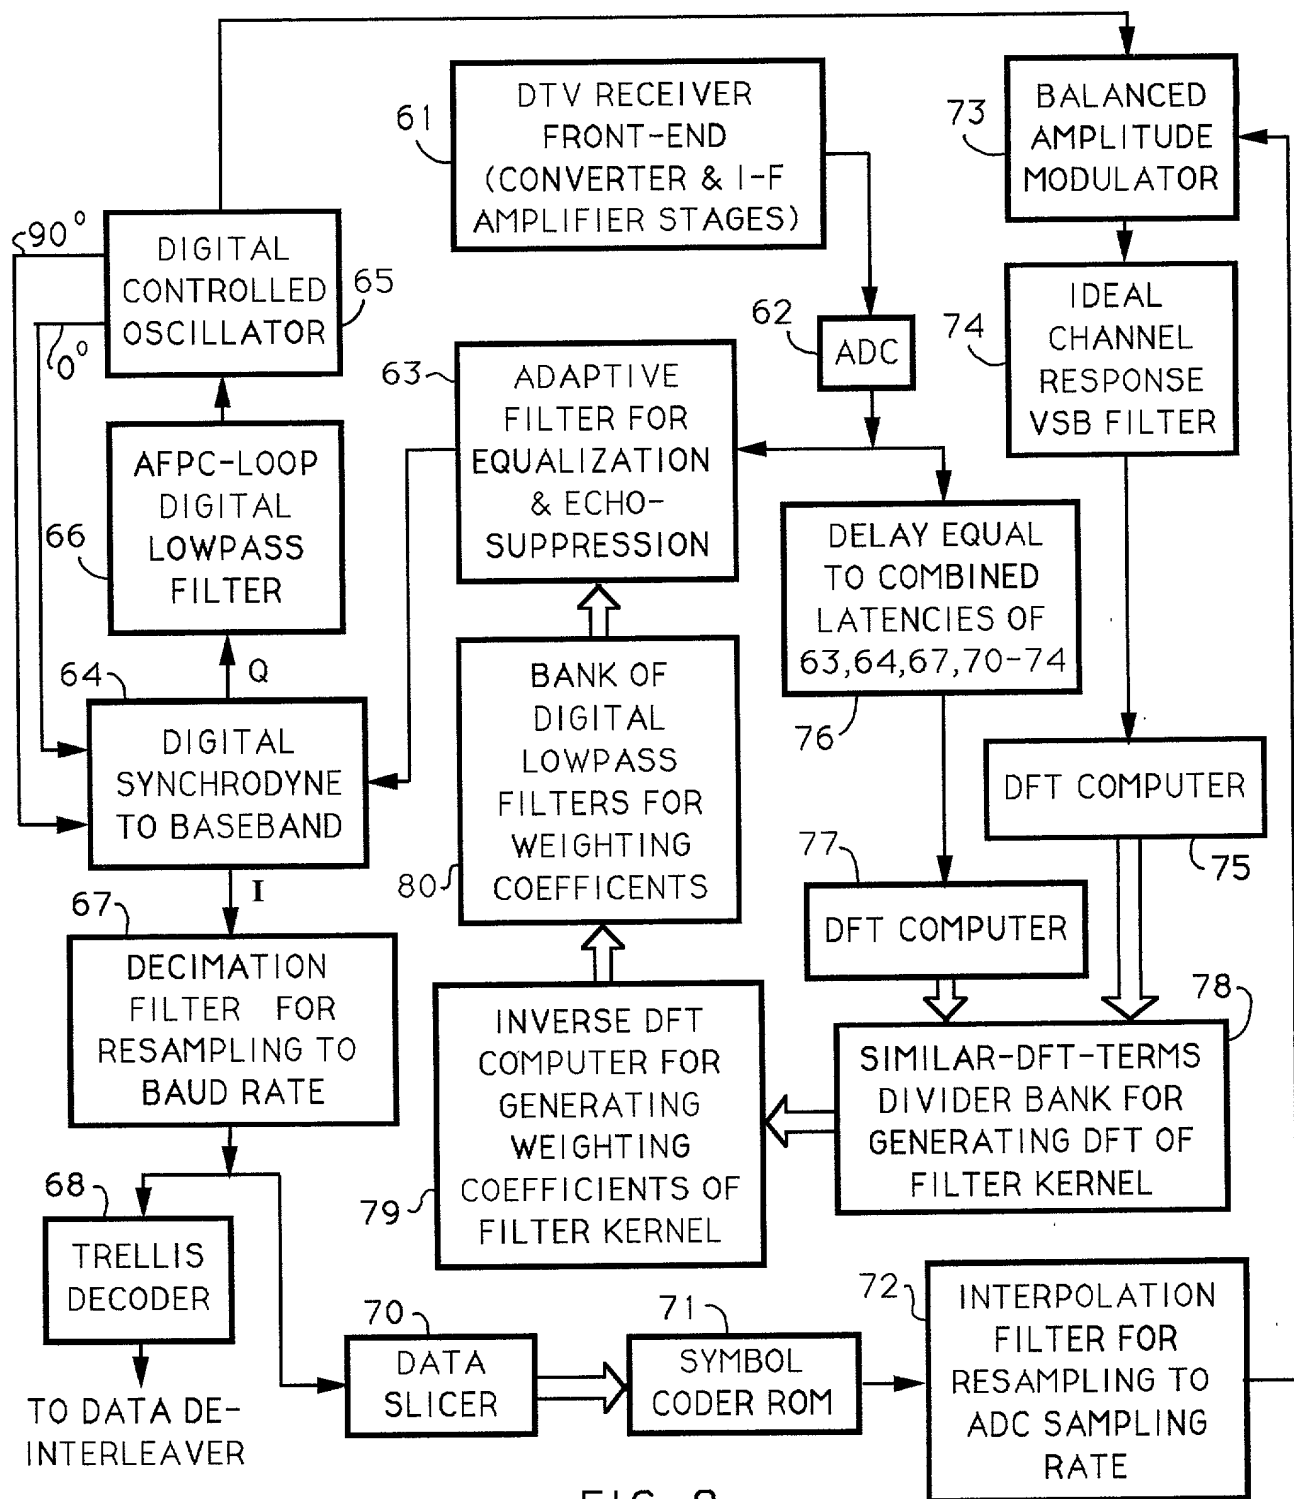 61
DTV RECEIVER
FRONT-END
(CONVERTER & I-F
AMPLIFIER STAGES)
73
BALANCED
AMPLITUDE
MODULATOR
90°
0°
DIGITAL
CONTROLLED
OSCILLATOR
65
62
ADC
74
IDEAL
CHANNEL
RESPONSE
VSB FILTER
63
ADAPTIVE
FILTER FOR
EQUALIZATION
& ECHO-
SUPPRESSION
66
AFPC-LOOP
DIGITAL
LOWPASS
FILTER
DELAY EQUAL
TO COMBINED
LATENCIES OF
63,64,67,70-74
76
64
Q
DIGITAL
SYNCHRODYNE
TO BASEBAND
I
80
BANK OF
DIGITAL
LOWPASS
FILTERS FOR
WEIGHTING
COEFFICENTS
DFT COMPUTER
75
77
DFT COMPUTER
67
DECIMATION
FILTER FOR
RESAMPLING TO
BAUD RATE
79
INVERSE DFT
COMPUTER FOR
GENERATING
WEIGHTING
COEFFICIENTS OF
FILTER KERNEL
78
SIMILAR-DFT-TERMS
DIVIDER BANK FOR
GENERATING DFT OF
FILTER KERNEL
68
TRELLIS
DECODER
TO DATA DE-
INTERLEAVER
70
DATA
SLICER
71
SYMBOL
CODER ROM
72
INTERPOLATION
FILTER FOR
RESAMPLING TO
ADC SAMPLING
RATE